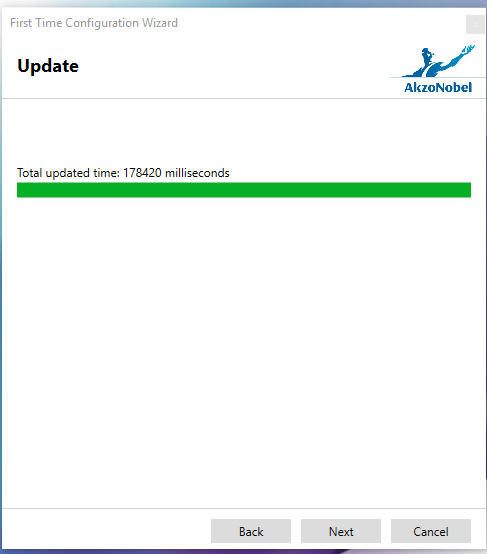 First Time Configuration Wizard
Update
AkzoNobel
Total updated time: 178420 milliseconds
Back
Next
Cancel